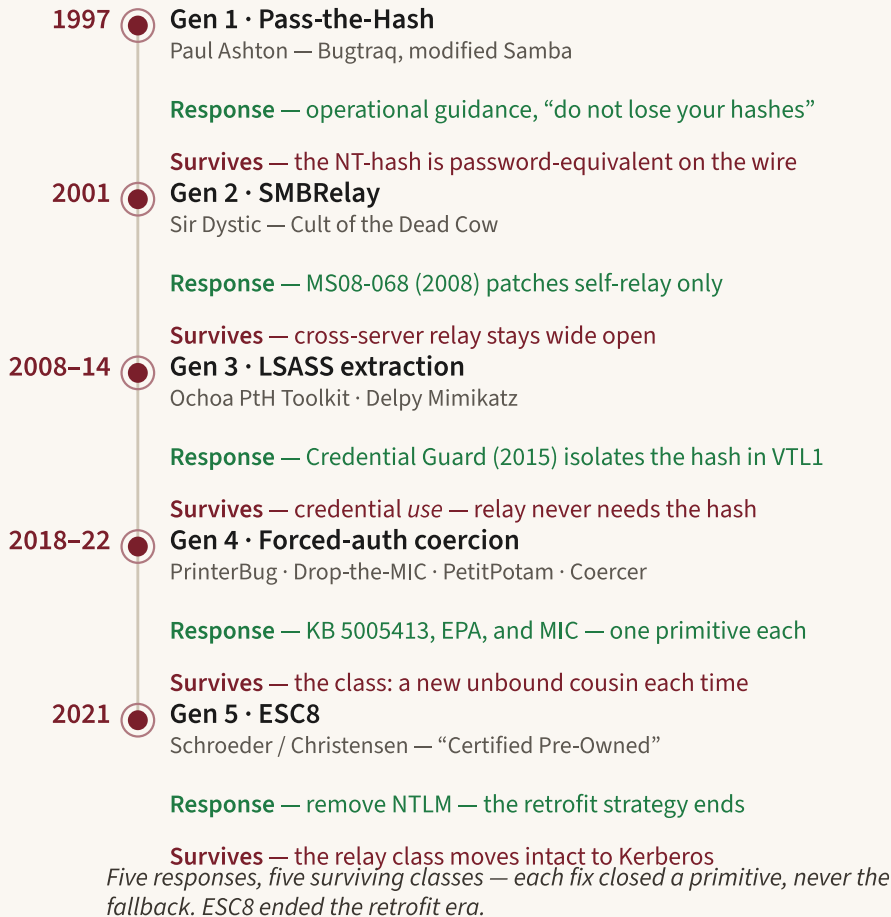 1997
Gen 1 · Pass-the-Hash
Paul Ashton — Bugtraq, modified Samba
Response — operational guidance, “do not lose your hashes”
Survives — the NT-hash is password-equivalent on the wire
2001
Gen 2 · SMBRelay
Sir Dystic — Cult of the Dead Cow
Response — MS08-068 (2008) patches self-relay only
Survives — cross-server relay stays wide open
2008–14
Gen 3 · LSASS extraction
Ochoa PtH Toolkit · Delpy Mimikatz
Response — Credential Guard (2015) isolates the hash in VTL1
Survives — credential use — relay never needs the hash
2018–22
Gen 4 · Forced-auth coercion
PrinterBug · Drop-the-MIC · PetitPotam · Coercer
Response — KB 5005413, EPA, and MIC — one primitive each
Survives — the class: a new unbound cousin each time
2021
Gen 5 · ESC8
Schroeder / Christensen — “Certified Pre-Owned”
Response — remove NTLM — the retrofit strategy ends
Survives — the relay class moves intact to Kerberos
Five responses, five surviving classes — each fix closed a primitive, never the
fallback. ESC8 ended the retrofit era.